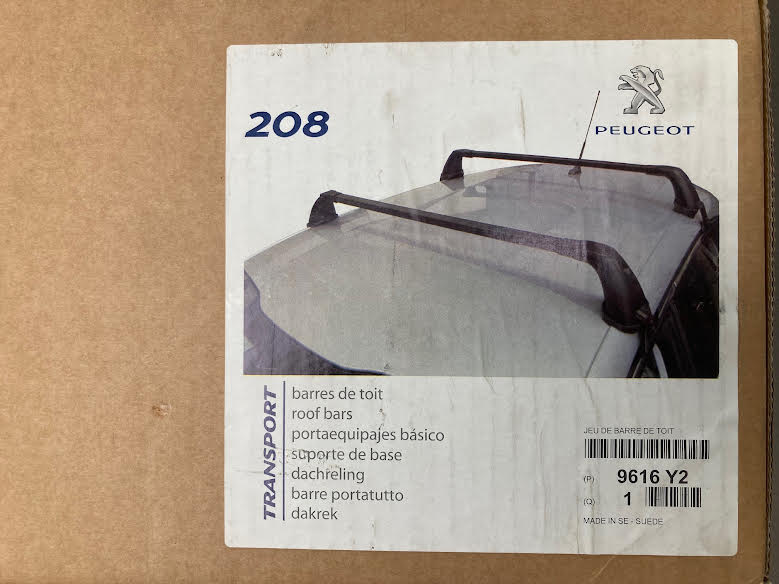 208
PEUGEOT
TRANSPORT
barres de toit
roof bars
portaequipajes básico
suporte de base
dachreling
barre portatutto
dakrek
JEU DE BARRE DE TOIT
(P) 9616 Y2
(Q) 1
MADE IN SE - SUEDE